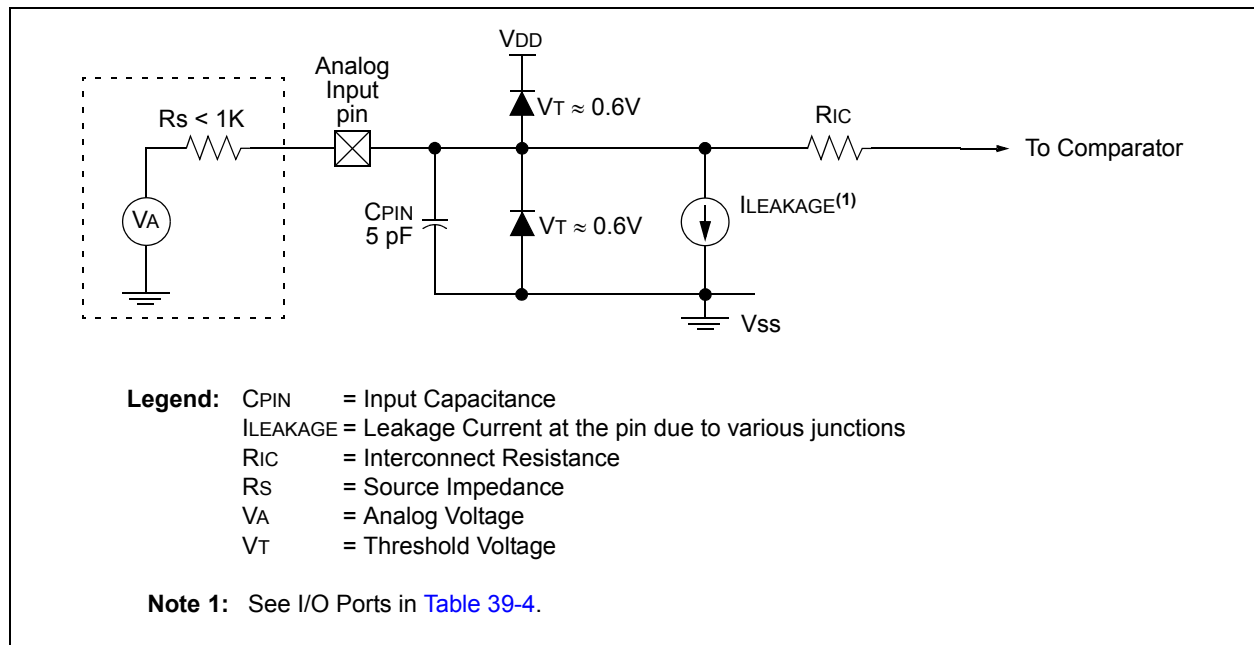 VDD
Analog
Input
pin
Rs < 1K
VT ≈ 0.6V
RIC
To Comparator
VA
CPIN
5 pF
VT ≈ 0.6V
ILEAKAGE(1)
Vss
Legend: CPIN = Input Capacitance
ILEAKAGE = Leakage Current at the pin due to various junctions
RIC = Interconnect Resistance
RS = Source Impedance
VA = Analog Voltage
VT = Threshold Voltage
Note 1: See I/O Ports in Table 39-4.